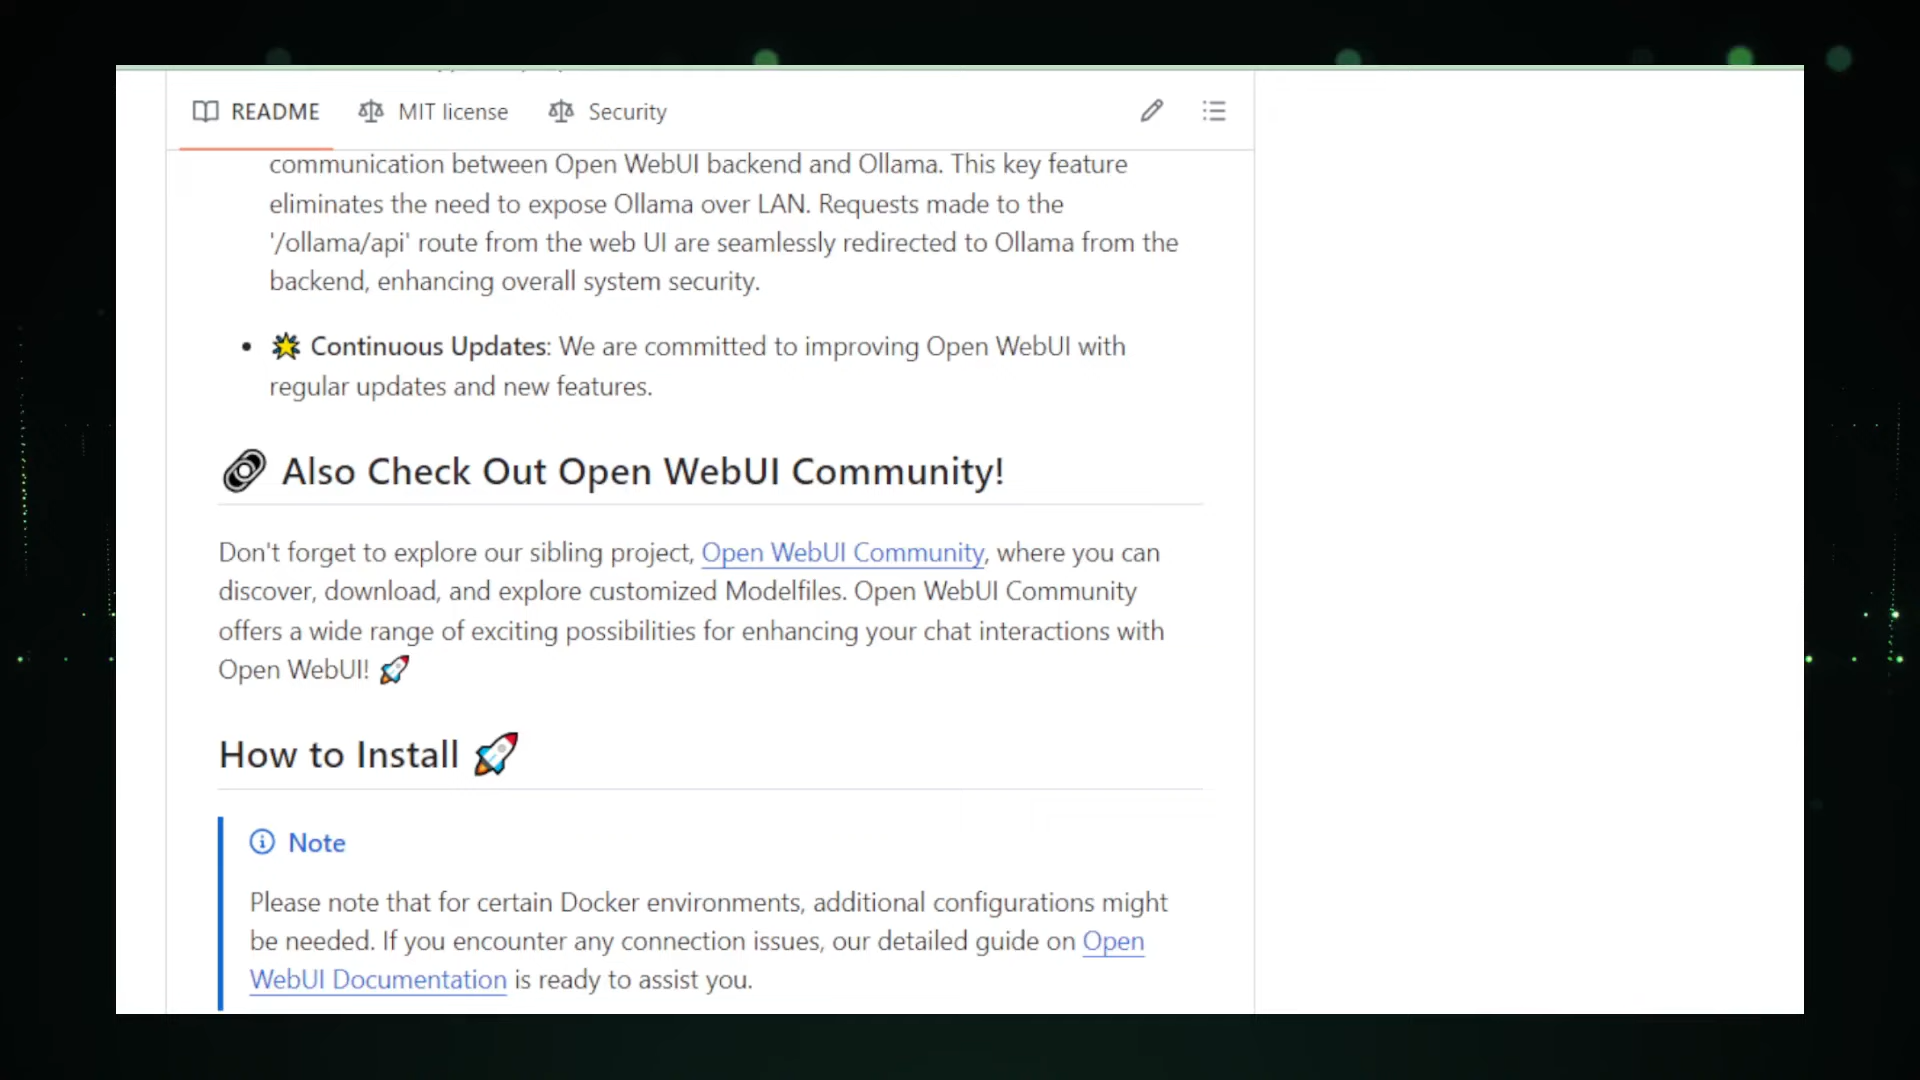 README MIT license Security
communication between Open WebUI backend and Ollama. This key feature
eliminates the need to expose Ollama over LAN. Requests made to the
'/ollama/api' route from the web UI are seamlessly redirected to Ollama from the
backend, enhancing overall system security.
• 🌟 Continuous Updates: We are committed to improving Open WebUI with
regular updates and new features.
🔗 Also Check Out Open WebUI Community!
Don't forget to explore our sibling project, Open WebUI Community, where you can
discover, download, and explore customized Modelfiles. Open WebUI Community
offers a wide range of exciting possibilities for enhancing your chat interactions with
Open WebUI! 🚀
How to Install 🚀
Note
Please note that for certain Docker environments, additional configurations might
be needed. If you encounter any connection issues, our detailed guide on Open
WebUI Documentation is ready to assist you.